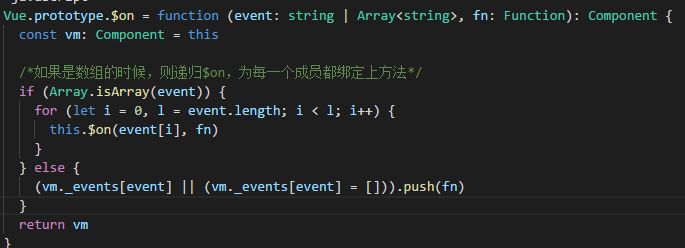 Vue.prototype.$on = function (event: string | Array<string>, fn: Function): Component {
const vm: Component = this
/*如果是数组的时候，则递归$on，为每一个成员都绑定上方法*/
if (Array.isArray(event)) {
for (let i = 0, l = event.length; i < l; i++) {
this.$on(event[i], fn)
}
} else {
(vm._events[event] || (vm._events[event] = [])).push(fn)
}
return vm
}